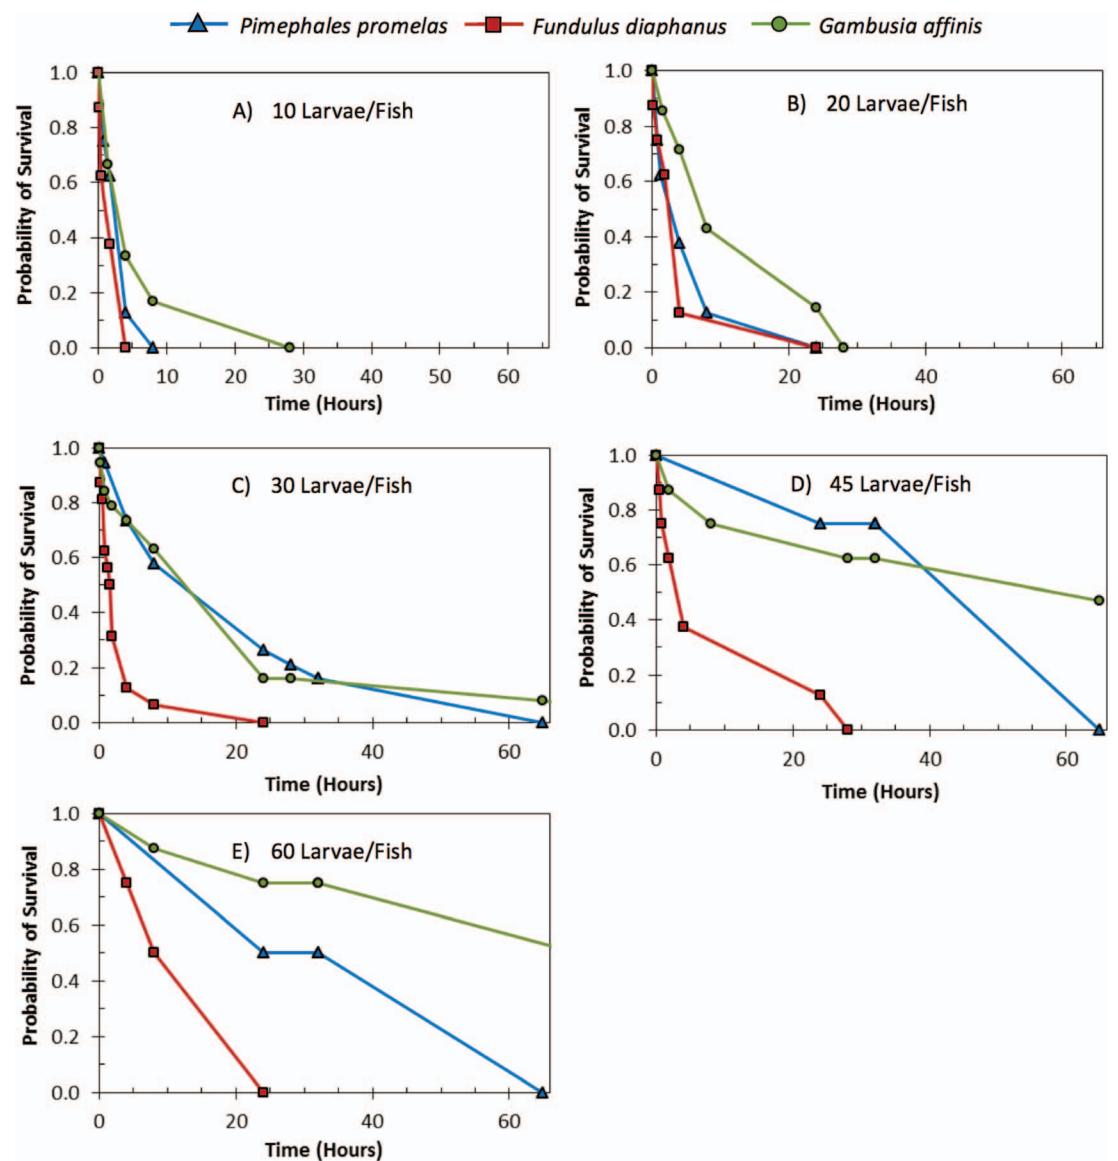 Pimephales promelas Fundulus diaphanus Gambusia affinis
A) 10 Larvae/Fish
Probability of Survival
1.0
0.8
0.6
0.4
0.2
0.0
0 10 20 30 40 50 60
Time (Hours)
B) 20 Larvae/Fish
Probability of Survival
1.0
0.8
0.6
0.4
0.2
0.0
0 20 40 60
Time (Hours)
C) 30 Larvae/Fish
Probability of Survival
1.0
0.8
0.6
0.4
0.2
0.0
0 20 40 60
Time (Hours)
D) 45 Larvae/Fish
Probability of Survival
1.0
0.8
0.6
0.4
0.2
0.0
0 20 40 60
Time (Hours)
E) 60 Larvae/Fish
Probability of Survival
1.0
0.8
0.6
0.4
0.2
0.0
0 20 40 60
Time (Hours)